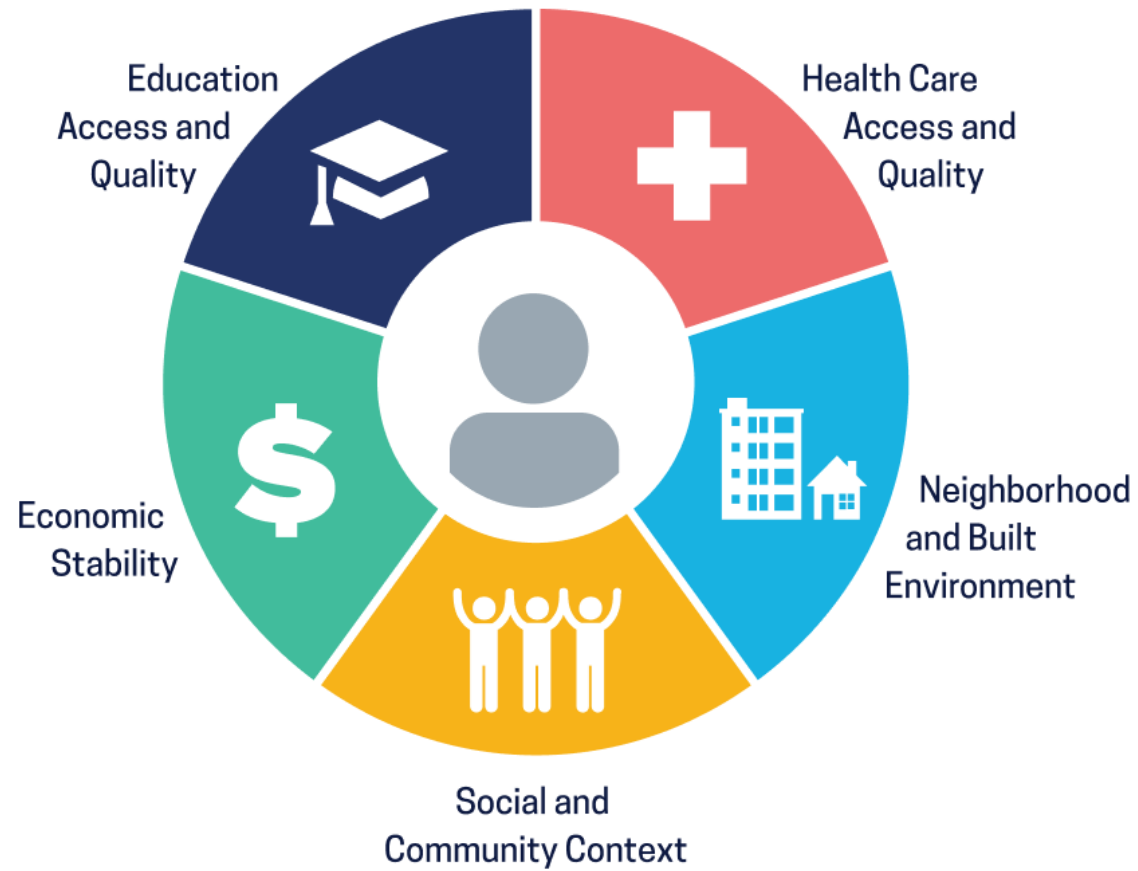 Education
Access and
Quality
Health Care
Access and
Quality
Economic
Stability
Neighborhood
and Built
Environment
Social and
Community Context